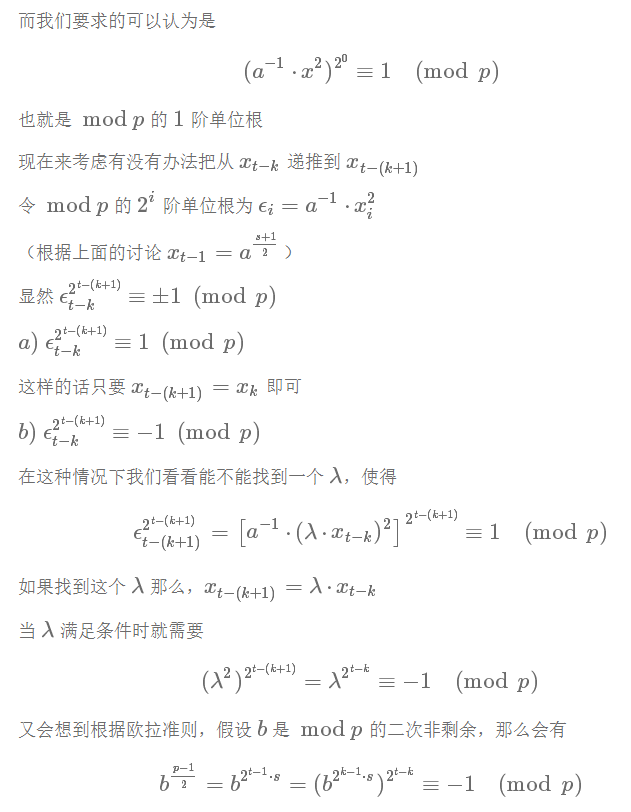 而我们要求的可以认为是
(a^{-1} · x^2)^{2^0} ≡ 1 (mod p)
也就是 mod p 的 1 阶单位根
现在来考虑有没有办法把从 x_{t-k} 递推到 x_{t-(k+1)}
令 mod p 的 2^i 阶单位根为 ϵ_i = a^{-1} · x_i^2
（根据上面的讨论 x_{t-1} = a^{\frac{s+1}{2}} ）
显然 ϵ_{t-k}^{2^{t-(k+1)}} ≡ ±1 (mod p)
a) ϵ_{t-k}^{2^{t-(k+1)}} ≡ 1 (mod p)
这样的话只要 x_{t-(k+1)} = x_k 即可
b) ϵ_{t-k}^{2^{t-(k+1)}} ≡ −1 (mod p)
在这种情况下我们看看能不能找到一个 λ，使得
ϵ_{t-(k+1)}^{2^{t-(k+1)}} = [a^{-1} · (λ · x_{t-k})^2]^{2^{t-(k+1)}} ≡ 1 (mod p)
如果找到这个 λ 那么，x_{t-(k+1)} = λ · x_{t-k}
当 λ 满足条件时就需要
(λ^2)^{2^{t-(k+1)}} = λ^{2^{t-k}} ≡ −1 (mod p)
又会想到根据欧拉准则，假设 b 是 mod p 的二次非剩余，那么会有
b^{\frac{p-1}{2}} = b^{2^{t-1}·s} = (b^{2^{k-1}·s})^{2^{t-k}} ≡ −1 (mod p)